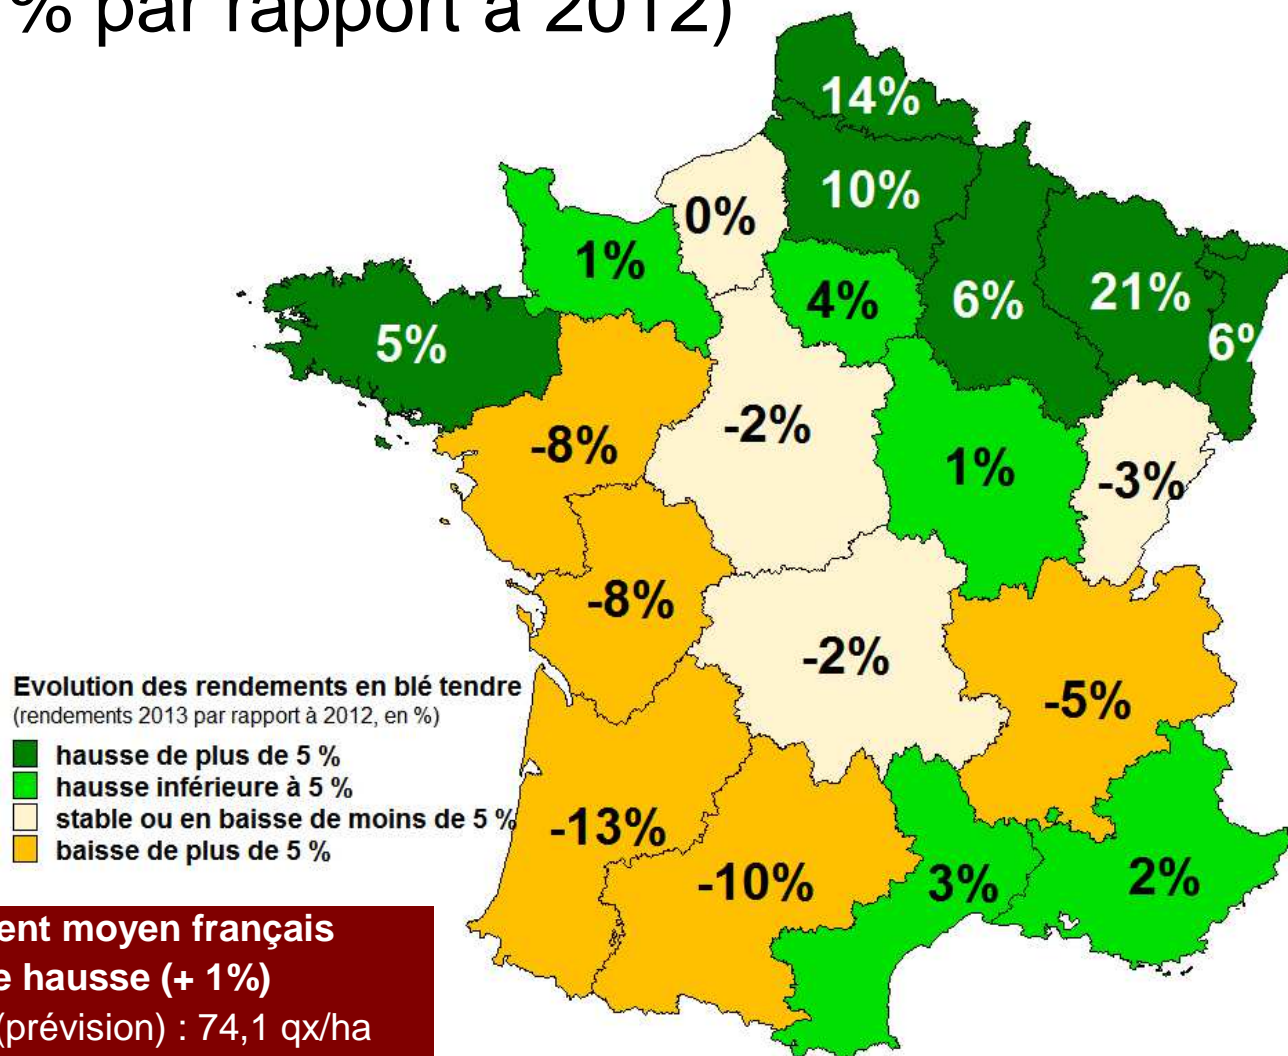 % par rapport à 2012)
14%
10%
0%
1%
4%
6%
21%
6%
5%
-2%
-8%
1%
-3%
-8%
-2%
-5%
-13%
-10%
3%
2%
Evolution des rendements en blé tendre
(rendements 2013 par rapport à 2012, en %)
hausse de plus de 5 %
hausse inférieure à 5 %
stable ou en baisse de moins de 5 %
baisse de plus de 5 %
moyen français
hausse (+ 1%)
(prévision) : 74,1 qx/ha